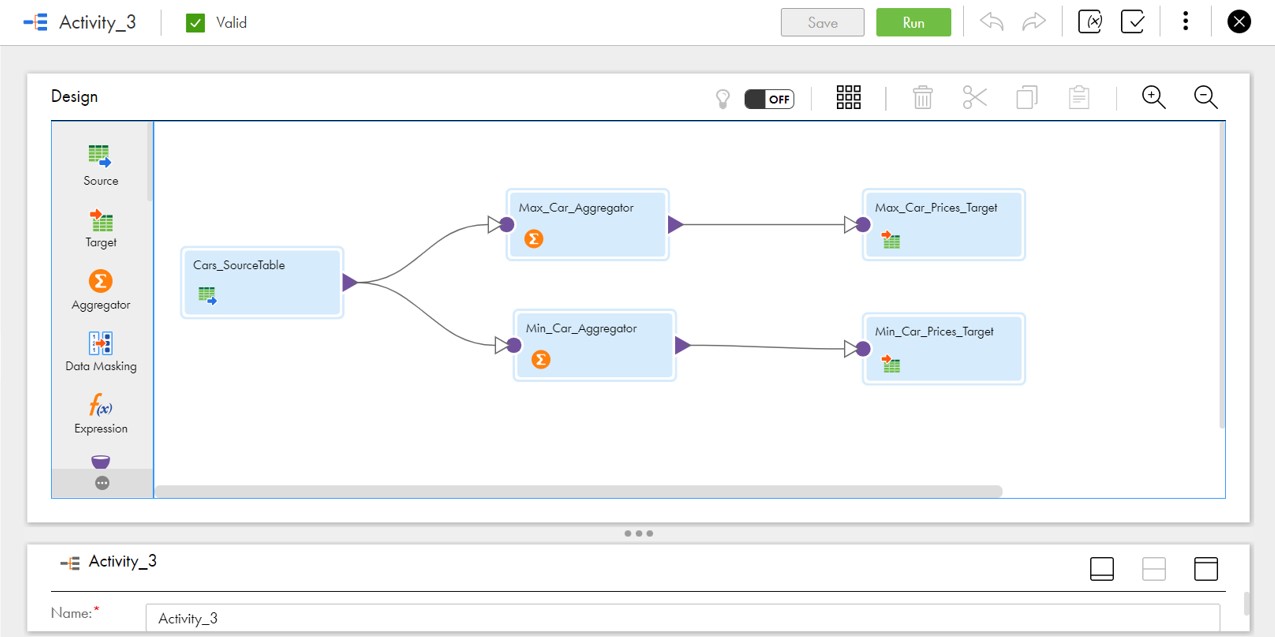 Activity_3
Valid
Save
Run
Design
OFF
Source
Target
Aggregator
Data Masking
Expression
Cars_SourceTable
Max_Car_Aggregator
Max_Car_Prices_Target
Min_Car_Aggregator
Min_Car_Prices_Target
Activity_3
Name:*
Activity_3